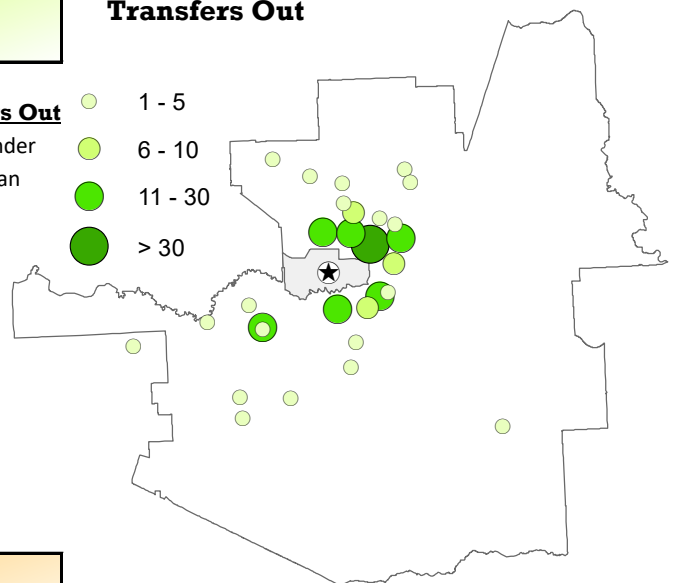 Transfers Out
s Out
nder
an
1 - 5
6 - 10
11 - 30
> 30